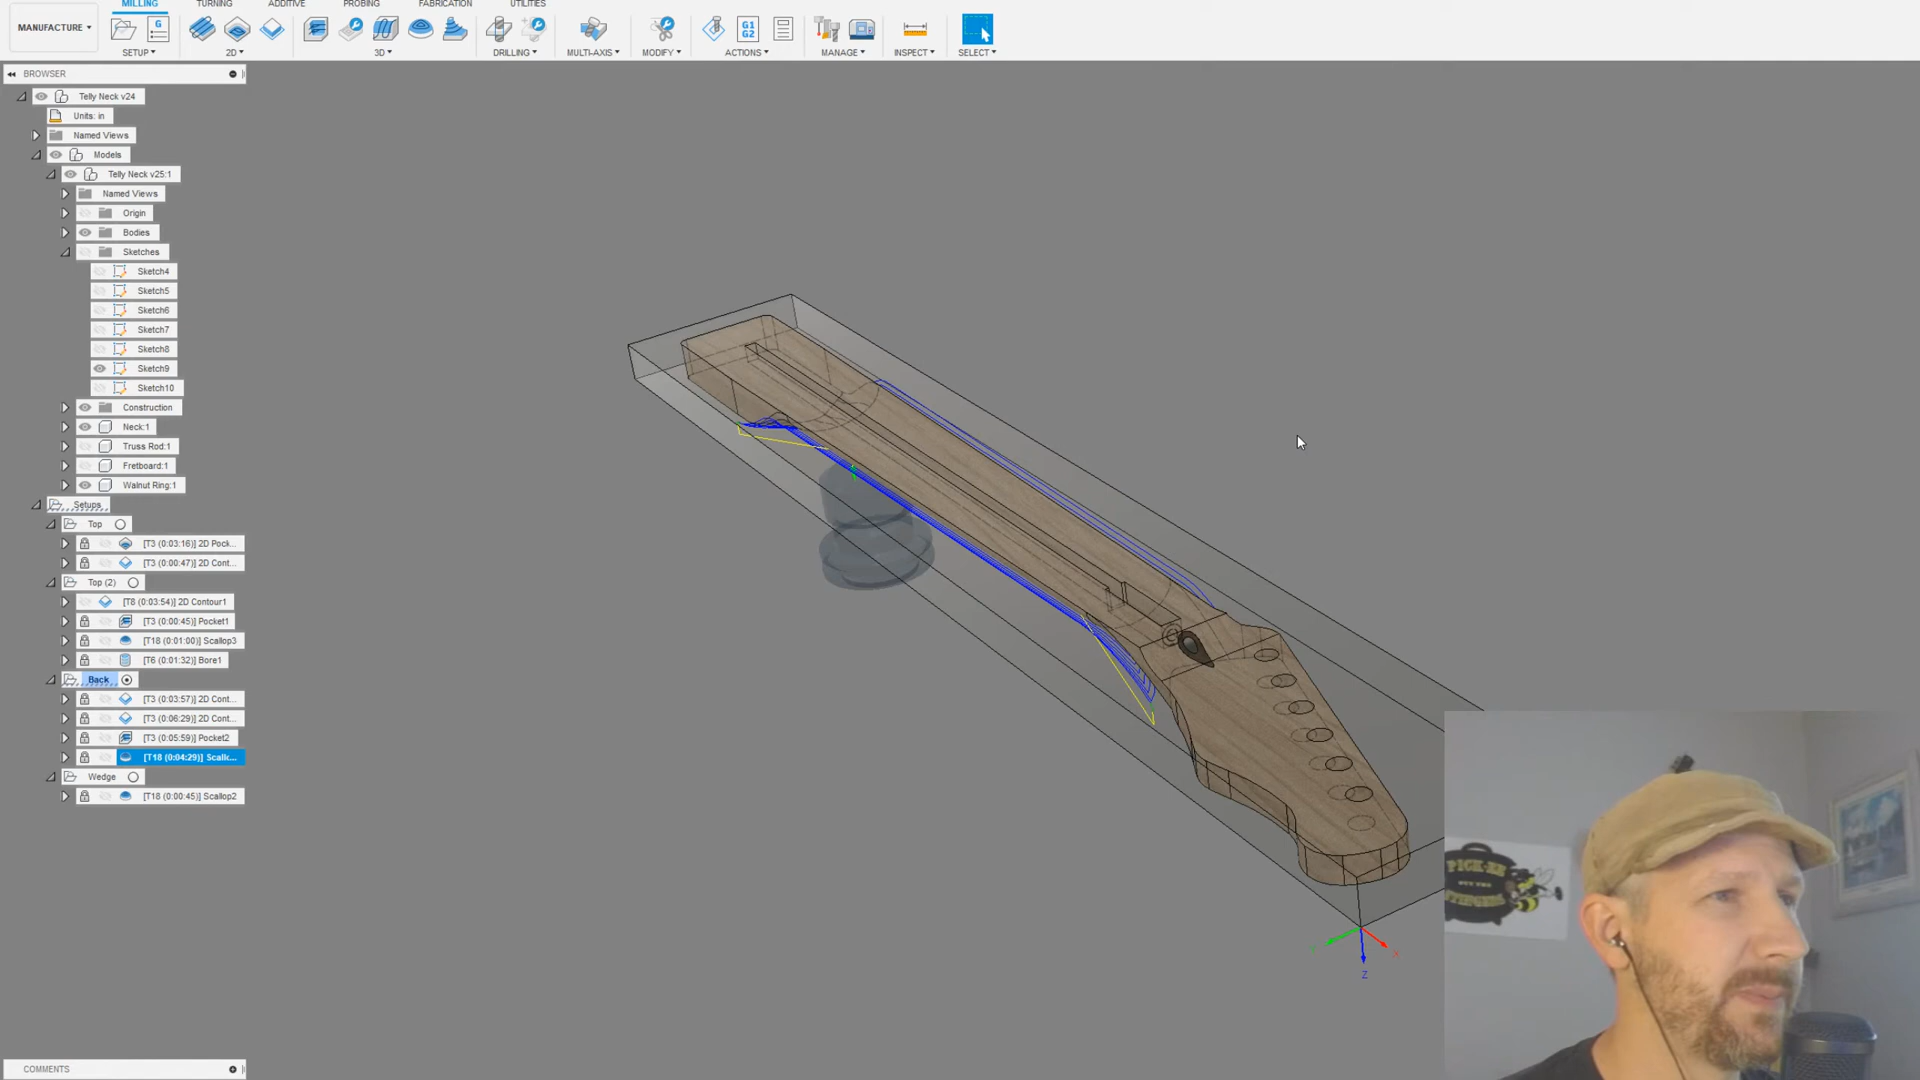 MILLING TURNING ADDITIVE PROBING FABRICATION UTILITIES
MANUFACTURE
G1
G2
SETUP 2D 3D DRILLING MULTI-AXIS MODIFY ACTIONS MANAGE INSPECT SELECT
BROWSER
Telly Neck v24
Units: in
Named Views
Models
Telly Neck v25:1
Named Views
Origin
Bodies
Sketches
Sketch4
Sketch5
Sketch6
Sketch7
Sketch8
Sketch9
Sketch10
Construction
Neck:1
Truss Rod:1
Fretboard:1
Walnut Ring:1
Setups
Top
[T3 (0:03:16)] 2D Pock...
[T3 (0:00:47)] 2D Cont...
Top (2)
[T8 (0:03:54)] 2D Contour1
[T3 (0:00:45)] Pocket1
[T18 (0:01:00)] Scallop3
[T6 (0:01:32)] Bore1
Back
[T3 (0:03:57)] 2D Cont...
[T3 (0:06:29)] 2D Cont...
[T3 (0:05:59)] Pocket2
[T18 (0:04:29)] Scallo...
Wedge
[T18 (0:00:45)] Scallop2
X
Z
PICK-EE
STINGERS
COMMENTS